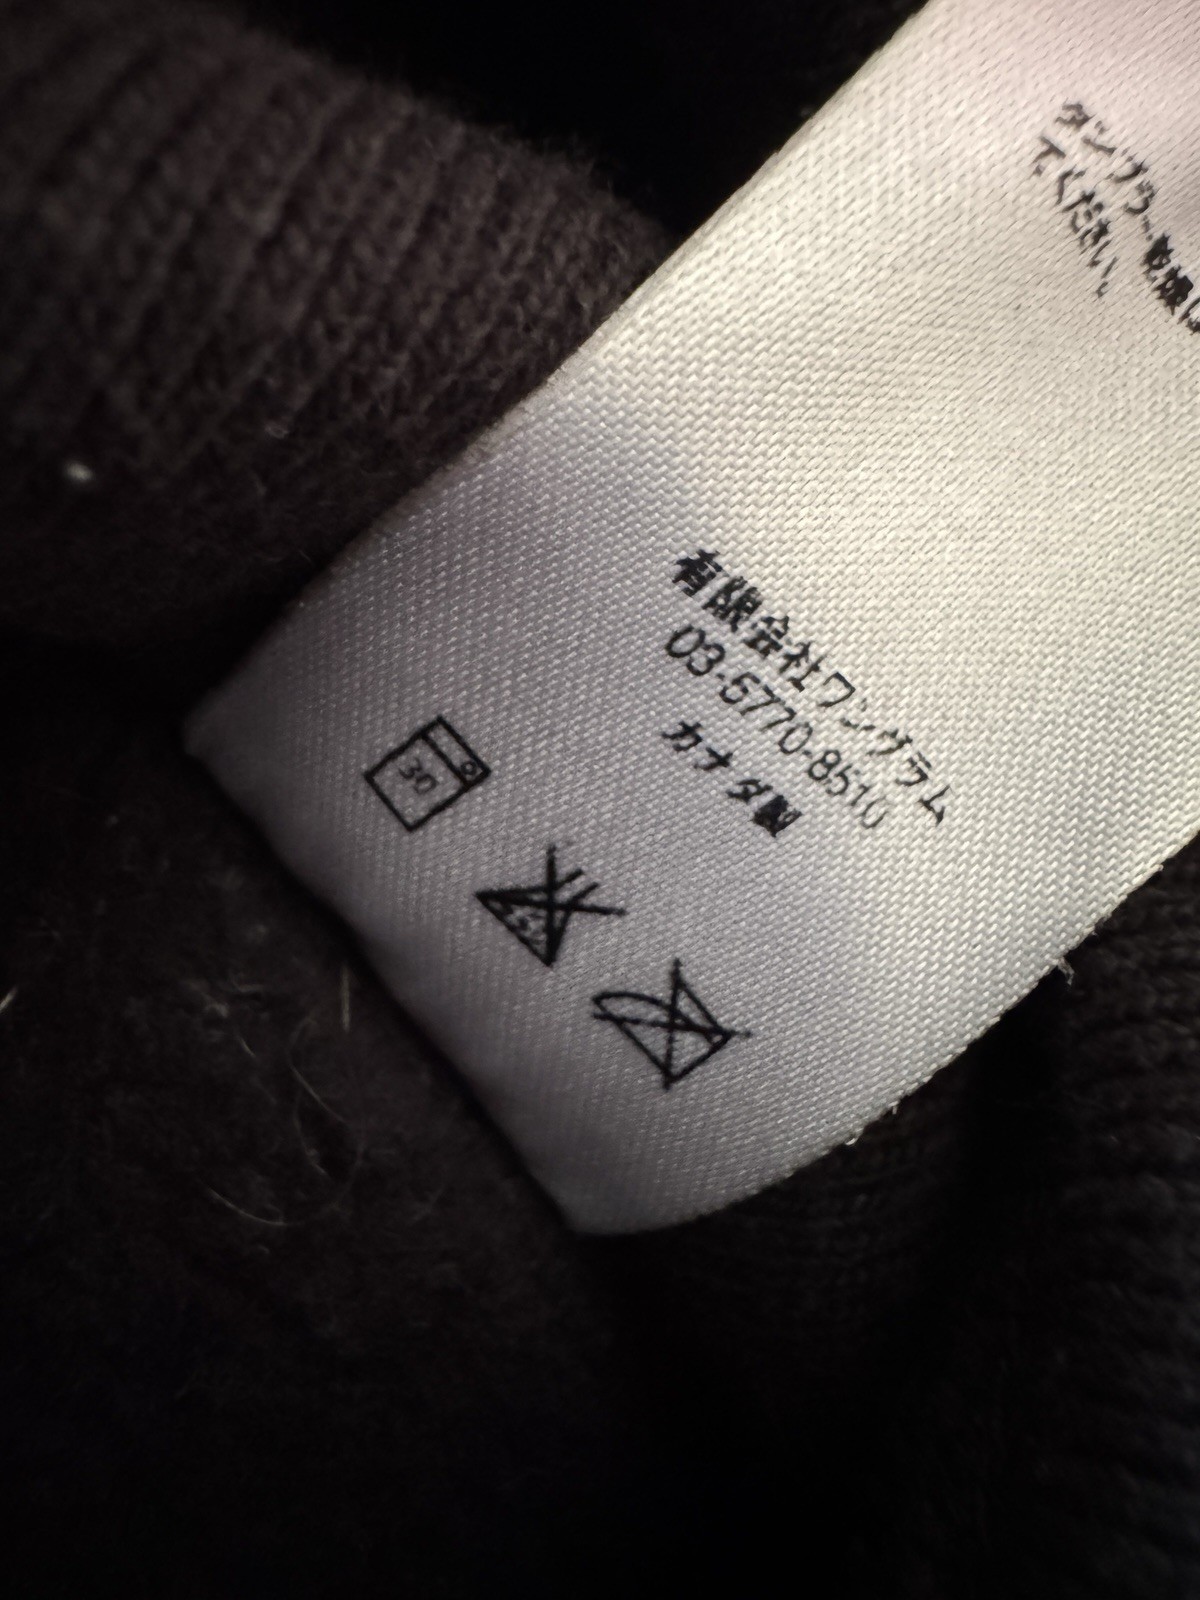 タンブラー乾燥は
てください。
有限会社ワングラム
03-5770-8510
カナダ製
30